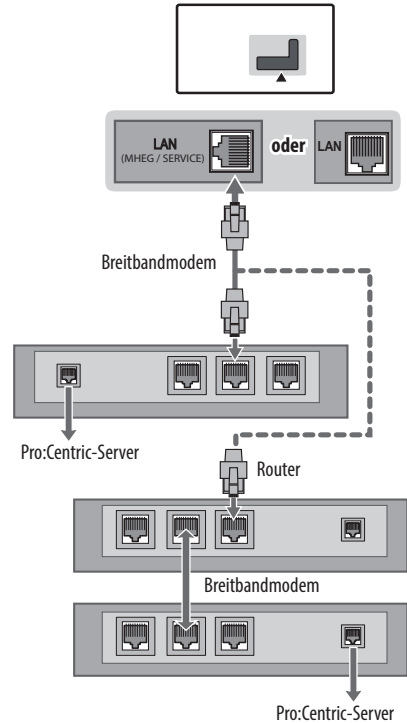 LAN
(MHEG / SERVICE)
oder
LAN
Breitbandmodem
Pro:Centric-Server
Router
Breitbandmodem
Pro:Centric-Server